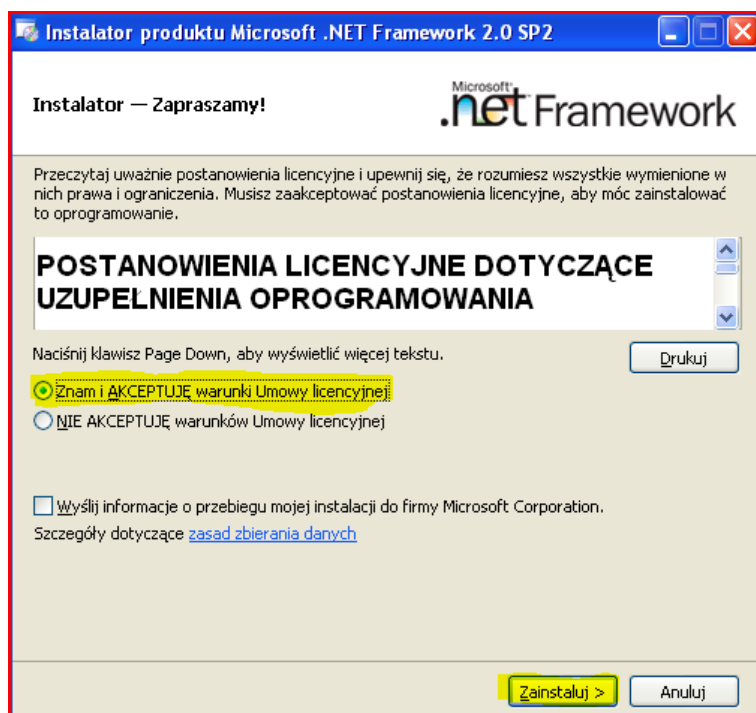 Instalator produktu Microsoft .NET Framework 2.0 SP2
Instalator — Zapraszamy!
Microsoft
.net Framework
Przeczytaj uważnie postanowienia licencyjne i upewnij się, że rozumiesz wszystkie wymienione w
nich prawa i ograniczenia. Musisz zaakceptować postanowienia licencyjne, aby móc zainstalować
to oprogramowanie.
POSTANOWIENIA LICENCYJNE DOTYCZĄCE
UZUPEŁNIENIA OPROGRAMOWANIA
Naciśnij klawisz Page Down, aby wyświetlić więcej tekstu.
Drukuj
Znam i AKCEPTUJĘ warunki Umowy licencyjnej
NIE AKCEPTUJĘ warunków Umowy licencyjnej
Wyślij informacje o przebiegu mojej instalacji do firmy Microsoft Corporation.
Szczegóły dotyczące zasad zbierania danych
Zainstaluj >
Anuluj